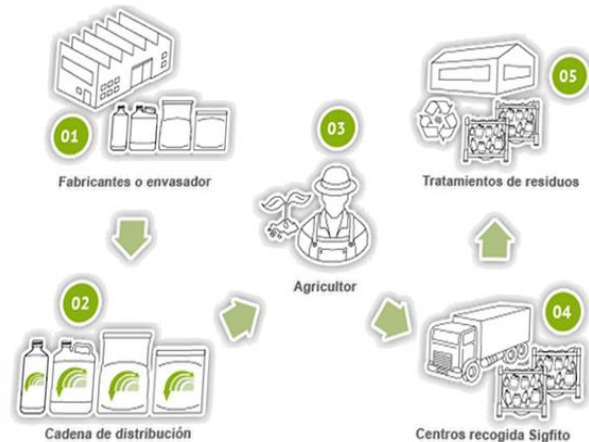 01
Fabricantes o envasador
02
Cadena de distribución
03
Agricultor
04
Centros recogida Sigfito
05
Tratamientos de residuos